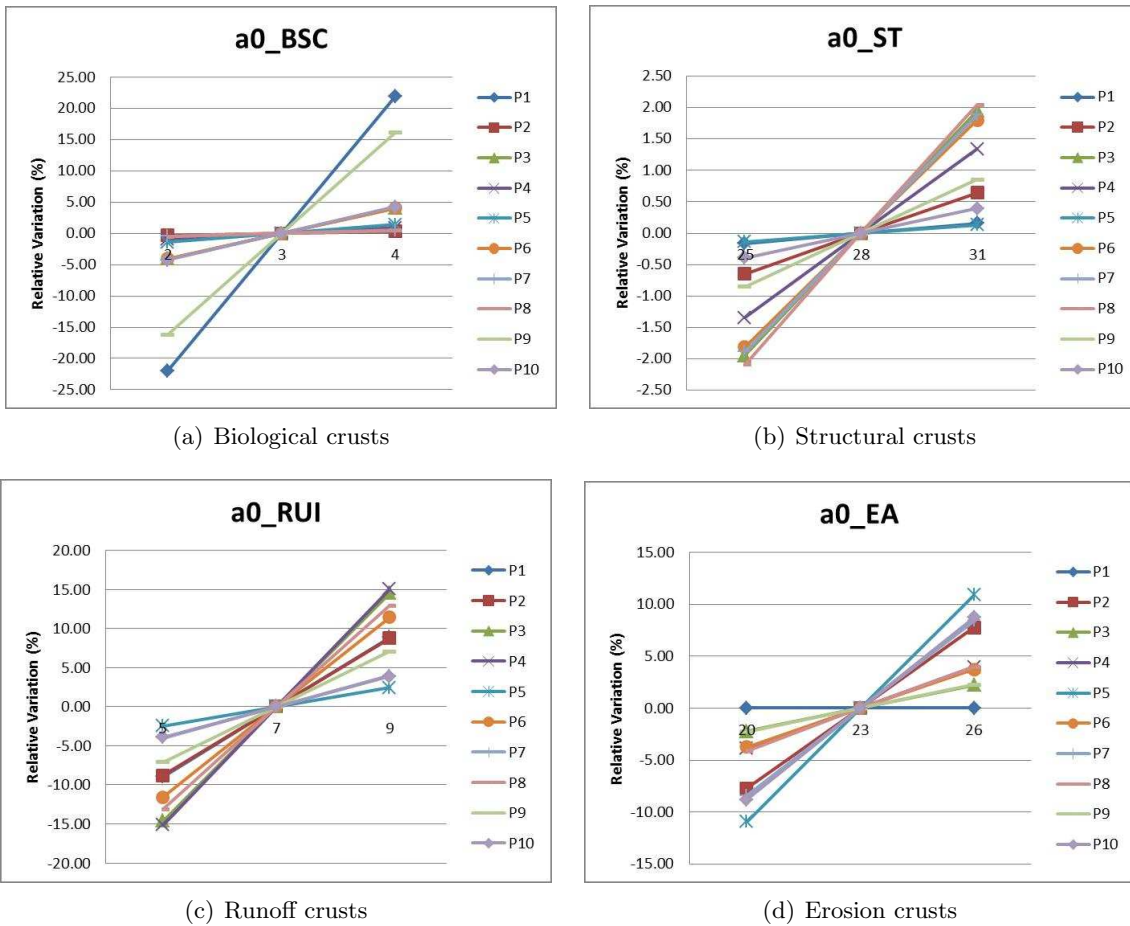 a0_BSC
25.00
20.00
15.00
10.00
5.00
0.00
-5.00
-10.00
-15.00
-20.00
-25.00
Relative Variation (%)
2 3 4
P1
P2
P3
P4
P5
P6
P7
P8
P9
P10
(a) Biological crusts
a0_ST
2.50
2.00
1.50
1.00
0.50
0.00
-0.50
-1.00
-1.50
-2.00
-2.50
Relative Variation (%)
25 28 31
P1
P2
P3
P4
P5
P6
P7
P8
P9
P10
(b) Structural crusts
a0_RUI
20.00
15.00
10.00
5.00
0.00
-5.00
-10.00
-15.00
-20.00
Relative Variation (%)
5 7 9
P1
P2
P3
P4
P5
P6
P7
P8
P9
P10
(c) Runoff crusts
a0_EA
15.00
10.00
5.00
0.00
-5.00
-10.00
-15.00
Relative Variation (%)
20 23 26
P1
P2
P3
P4
P5
P6
P7
P8
P9
P10
(d) Erosion crusts